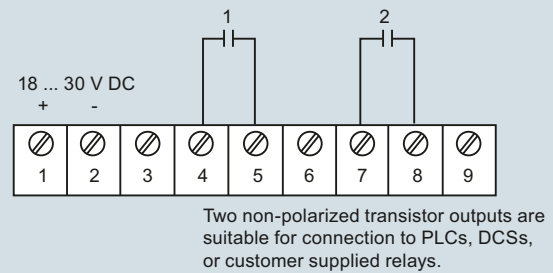 1 2
18 ... 30 V DC
+ -
1 2 3 4 5 6 7 8 9
Two non-polarized transistor outputs are
suitable for connection to PLCs, DCSs,
or customer supplied relays.